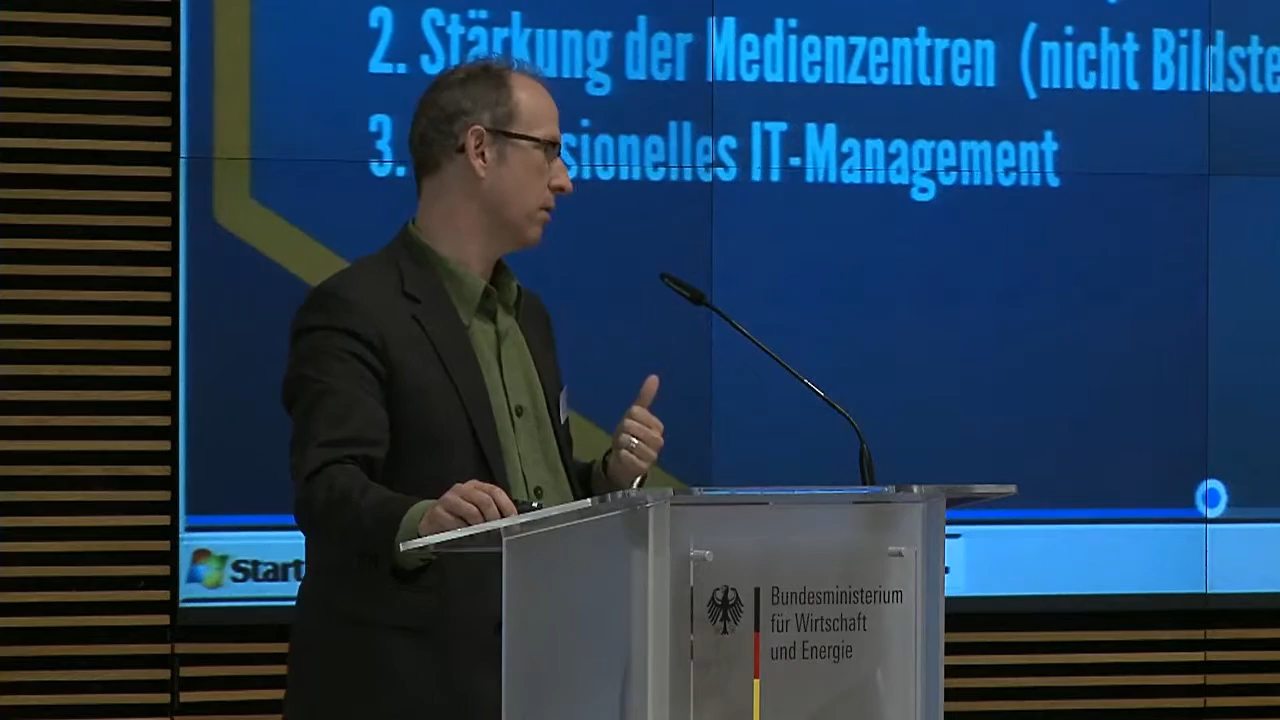 2. Stärkung der Medienzentren (nicht Bildste
3. sionelles IT-Management
Start
Bundesministerium
für Wirtschaft
und Energie